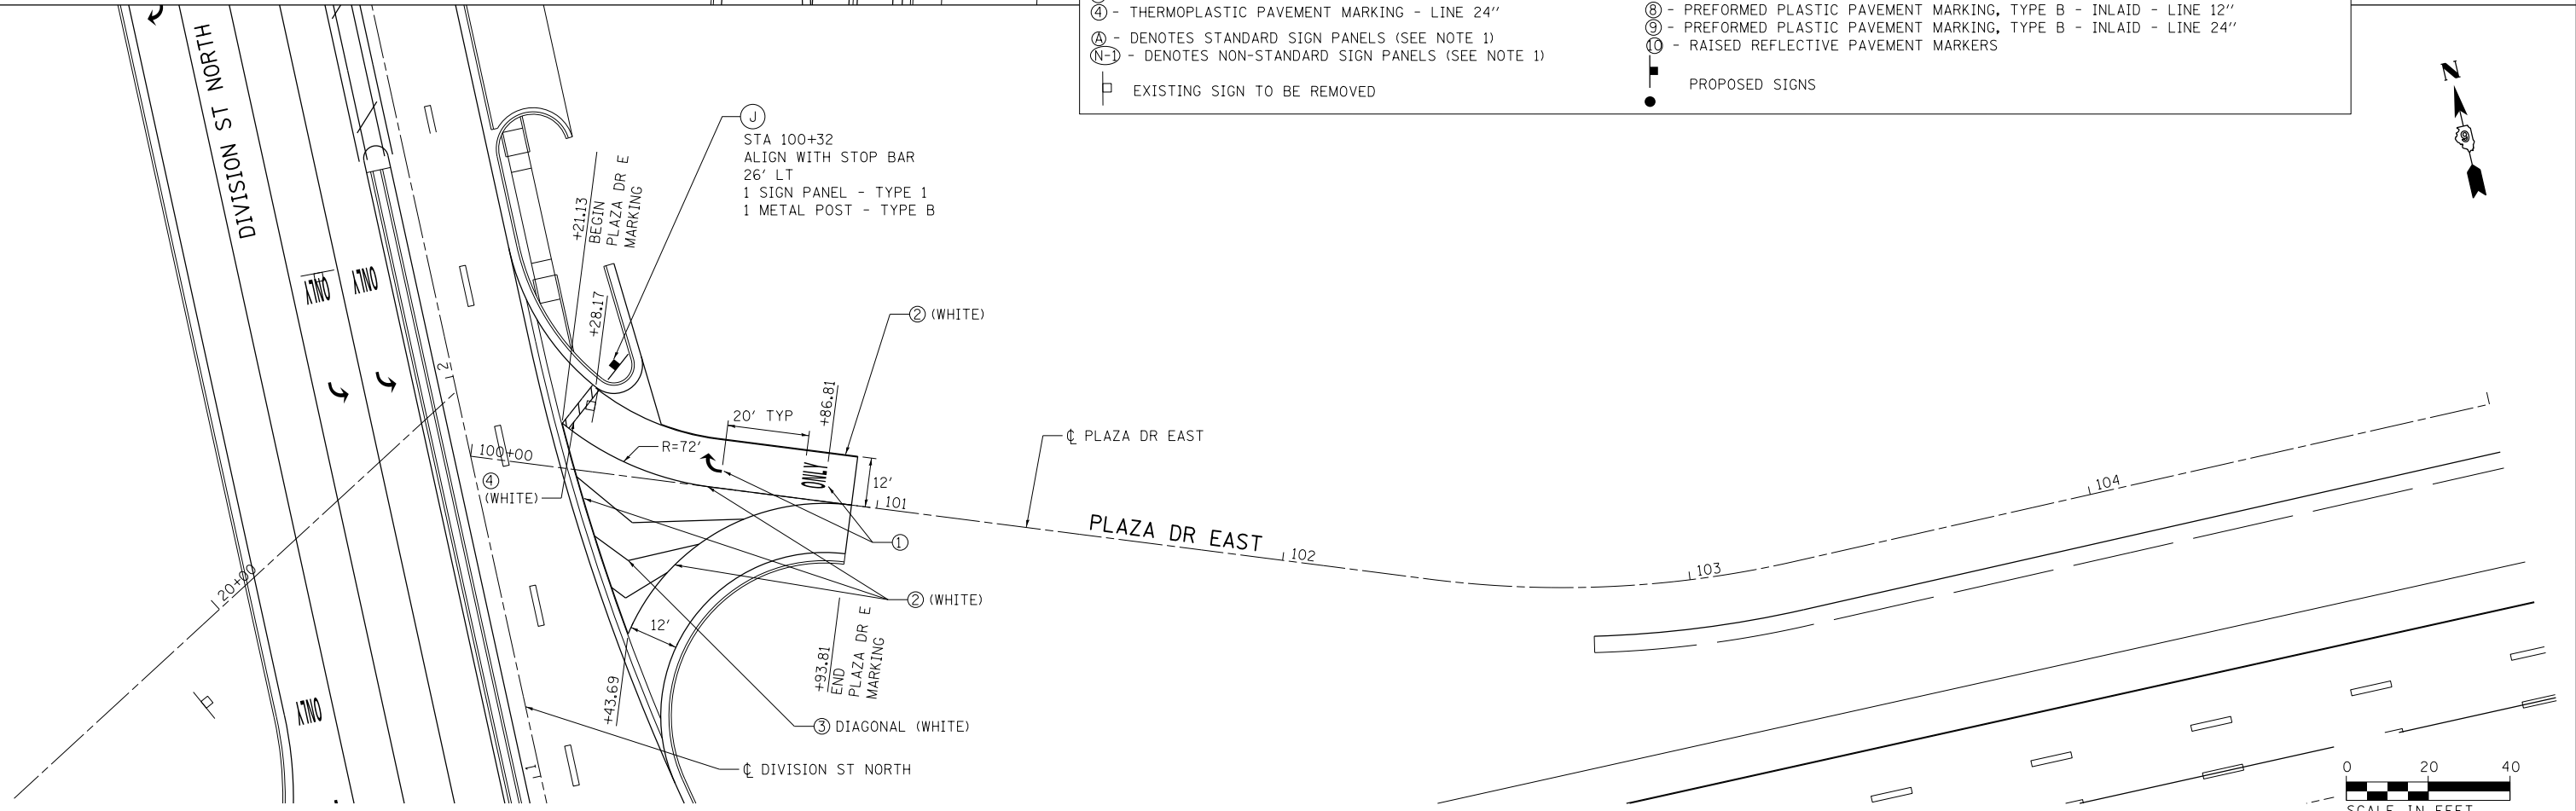 ④ - THERMOPLASTIC PAVEMENT MARKING - LINE 24"
Ⓐ - DENOTES STANDARD SIGN PANELS (SEE NOTE 1)
N-1 - DENOTES NON-STANDARD SIGN PANELS (SEE NOTE 1)
EXISTING SIGN TO BE REMOVED
⑧ - PREFORMED PLASTIC PAVEMENT MARKING, TYPE B - INLAID - LINE 12"
⑨ - PREFORMED PLASTIC PAVEMENT MARKING, TYPE B - INLAID - LINE 24"
⑩ - RAISED REFLECTIVE PAVEMENT MARKERS
PROPOSED SIGNS
N
9
DIVISION ST NORTH
Ⓙ
STA 100+32
ALIGN WITH STOP BAR
26' LT
1 SIGN PANEL - TYPE 1
1 METAL POST - TYPE B
+21.13
BEGIN
PLAZA DR E
MARKING
+28.17
ONLY
ONLY
② (WHITE)
20' TYP
+86.81
R=72'
℄ PLAZA DR EAST
2
100+00
④
(WHITE)
ONLY
12'
101
PLAZA DR EAST
①
102
103
104
20+00
② (WHITE)
12'
+93.81
END
PLAZA DR E
MARKING
+43.69
ONLY
③ DIAGONAL (WHITE)
℄ DIVISION ST NORTH
1
0 20 40
SCALE IN FEET